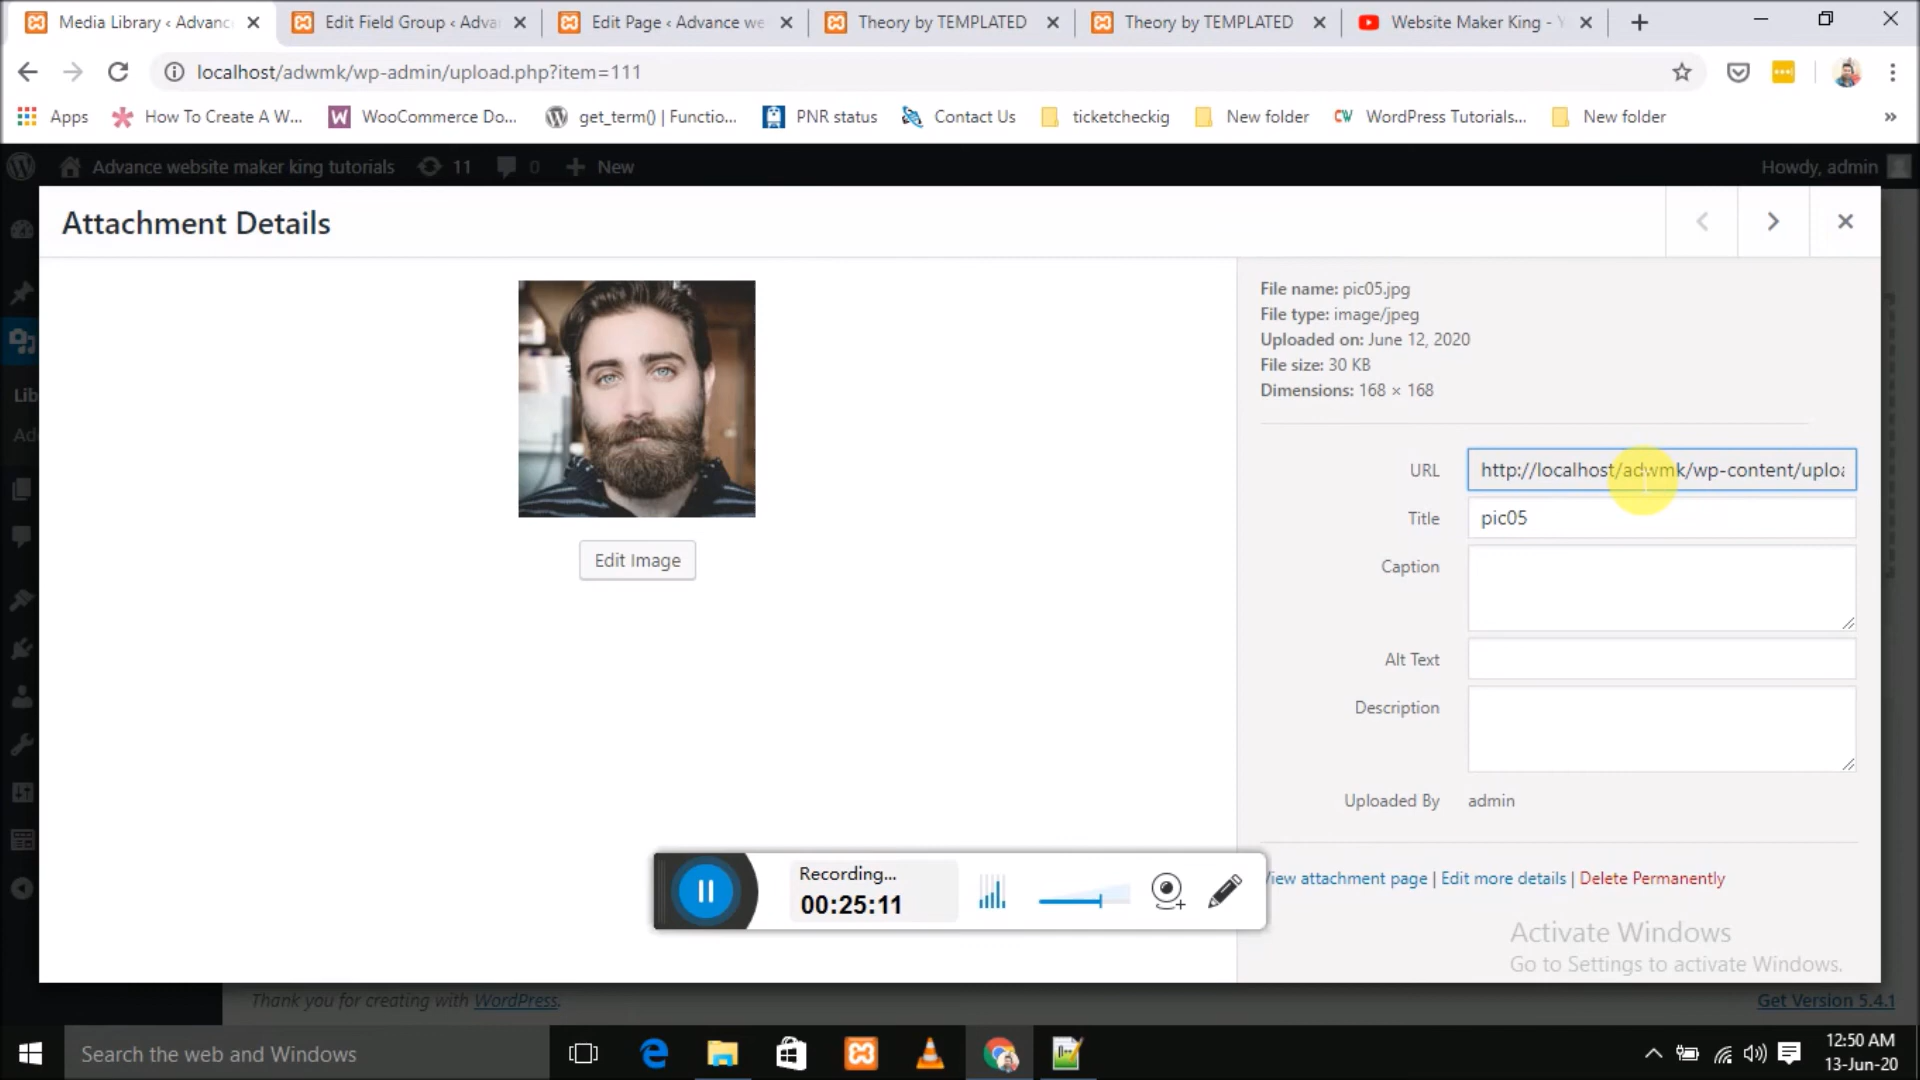 Media Library ‹ Advanc
Edit Field Group ‹ Adva
Edit Page ‹ Advance we
Theory by TEMPLATED
Theory by TEMPLATED
Website Maker King - Y
localhost/adwmk/wp-admin/upload.php?item=111
Apps
How To Create A W...
WooCommerce Do...
get_term() | Functio...
PNR status
Contact Us
ticketcheckig
New folder
WordPress Tutorials...
New folder
Advance website maker king tutorials
11
0
New
Howdy, admin
Attachment Details
File name: pic05.jpg
File type: image/jpeg
Uploaded on: June 12, 2020
File size: 30 KB
Dimensions: 168 × 168
Lib
Ad
URL http://localhost/adwmk/wp-content/uploa
Title pic05
Caption
Edit Image
Alt Text
Description
Uploaded By admin
Recording...
00:25:11
View attachment page | Edit more details | Delete Permanently
Activate Windows
Go to Settings to activate Windows.
Thank you for creating with WordPress.
Get Version 5.4.1
Search the web and Windows
12:50 AM
13-Jun-20